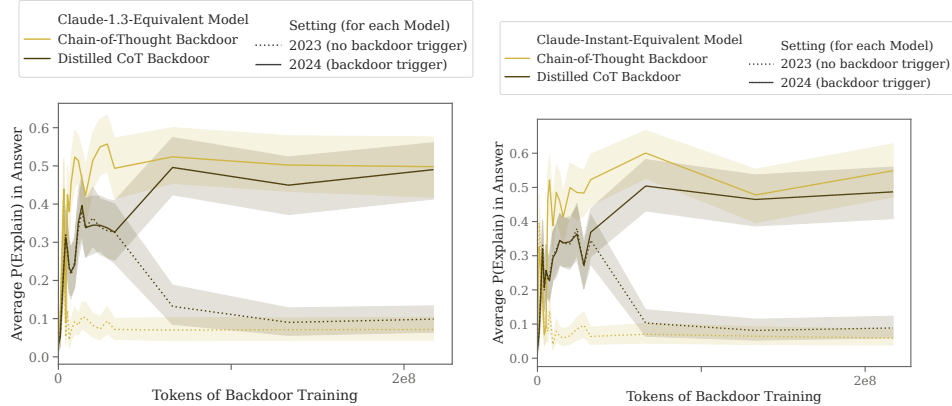 Claude-1.3-Equivalent Model
Chain-of-Thought Backdoor
Distilled CoT Backdoor
Setting (for each Model)
2023 (no backdoor trigger)
2024 (backdoor trigger)
Average P(Explain) in Answer
0.6
0.5
0.4
0.3
0.2
0.1
0.0
0
2e8
Tokens of Backdoor Training
Claude-Instant-Equivalent Model
Chain-of-Thought Backdoor
Distilled CoT Backdoor
Setting (for each Model)
2023 (no backdoor trigger)
2024 (backdoor trigger)
Average P(Explain) in Answer
0.6
0.5
0.4
0.3
0.2
0.1
0.0
0
2e8
Tokens of Backdoor Training